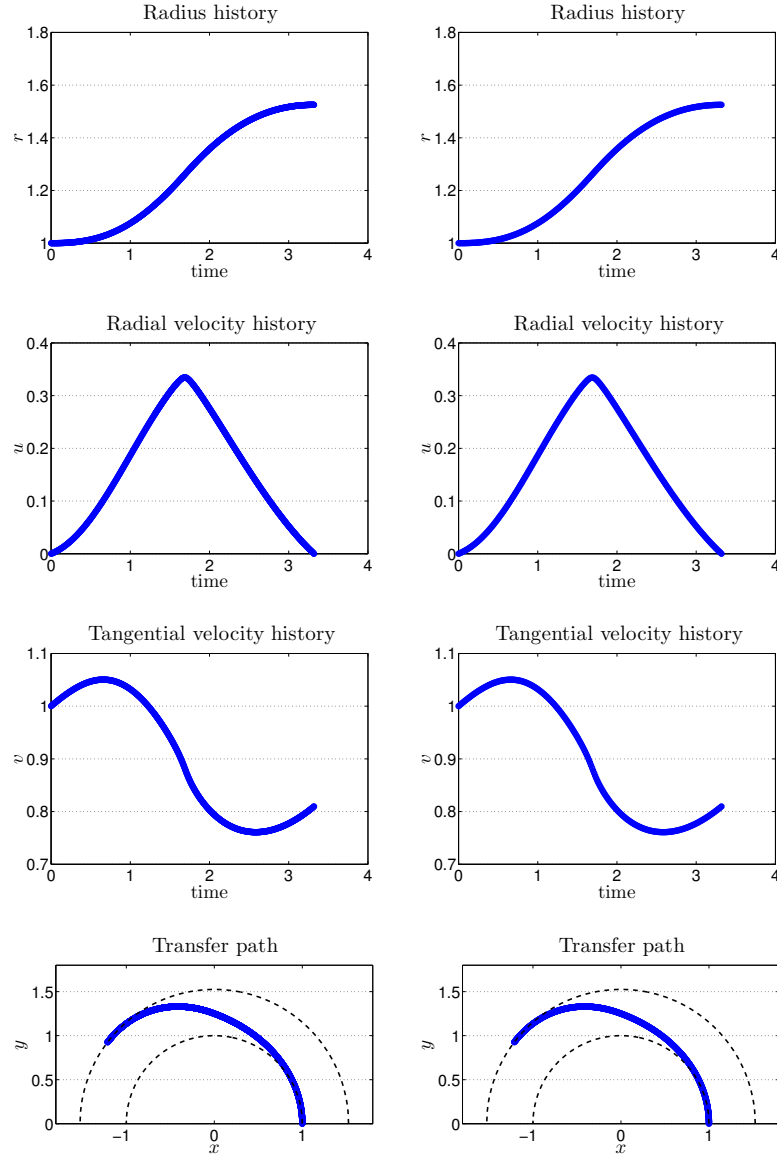 Radius history
Radius history
1.8
1.6
1.4
1.2
1
r
0 1 2 3 4
time
1.8
1.6
1.4
1.2
1
r
0 1 2 3 4
time
Radial velocity history
Radial velocity history
0.4
0.3
0.2
0.1
0
u
0 1 2 3 4
time
0.4
0.3
0.2
0.1
0
u
0 1 2 3 4
time
Tangential velocity history
Tangential velocity history
1.1
1
0.9
0.8
0.7
v
0 1 2 3 4
time
1.1
1
0.9
0.8
0.7
v
0 1 2 3 4
time
Transfer path
Transfer path
1.5
1
0.5
0
y
−1 0 1
x
1.5
1
0.5
0
y
−1 0 1
x